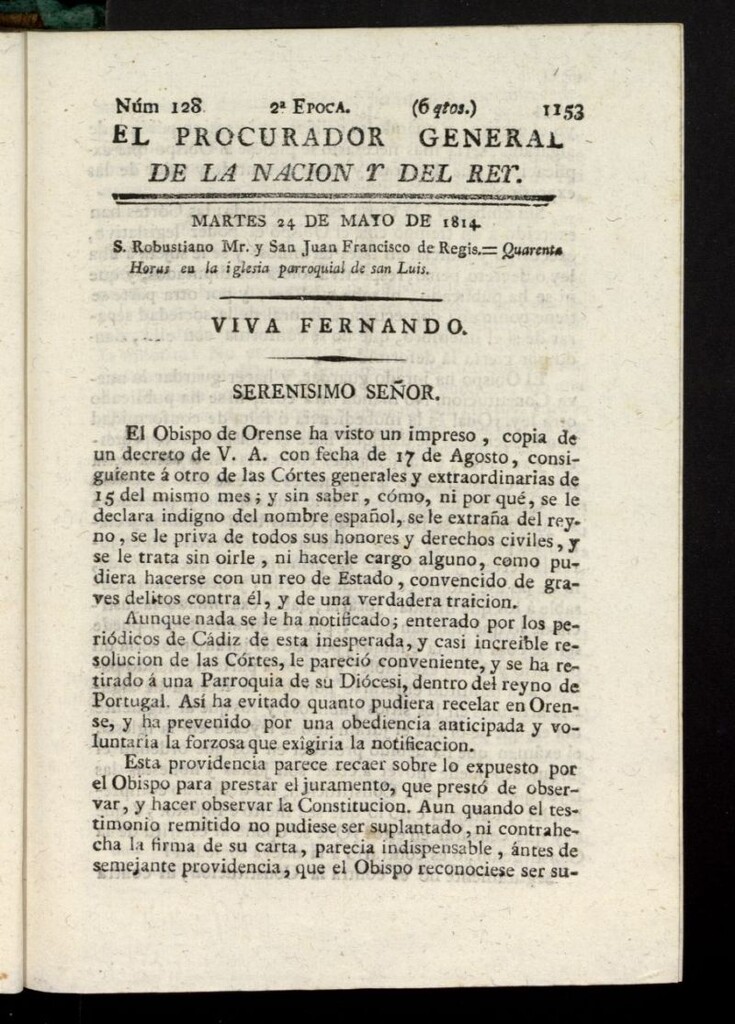 Núm 128 2ª EPOCA. (6 qtos.) 1153
EL PROCURADOR GENERAL
DE LA NACION Y DEL REY.
MARTES 24 DE MAYO DE 1814
S. Robustiano Mr. y San Juan Francisco de Regis.= Quarenta
Horas en la iglesia parroquial de san Luis.
VIVA FERNANDO.
SERENISIMO SEÑOR.
El Obispo de Orense ha visto un impreso, copia de
un decreto de V. A. con fecha de 17 de Agosto, consi-
guiente á otro de las Córtes generales y extraordinarias de
15 del mismo mes; y sin saber, cómo, ni por qué, se le
declara indigno del nombre español, se le extraña del rey-
no, se le priva de todos sus honores y derechos civiles, y
se le trata sin oirle, ni hacerle cargo alguno, como pu-
diera hacerse con un reo de Estado, convencido de gra-
ves delitos contra él, y de una verdadera traicion.
Aunque nada se le ha notificado; enterado por los pe-
riódicos de Cádiz de esta inesperada, y casi increible re-
solucion de las Córtes, le pareció conveniente, y se ha re-
tirado á una Parroquia de su Diócesi, dentro del reyno de
Portugal. Así ha evitado quanto pudiera recelar en Oren-
se, y ha prevenido por una obediencia anticipada y vo-
luntaria la forzosa que exigiria la notificacion.
Esta providencia parece recaer sobre lo expuesto por
el Obispo para prestar el juramento, que prestó de obser-
var, y hacer observar la Constitucion. Aun quando el tes-
timonio remitido no pudiese ser suplantado, ni contrahe-
cha la firma de su carta, parecia indispensable, ántes de
semejante providencia, que el Obispo reconociese ser su-